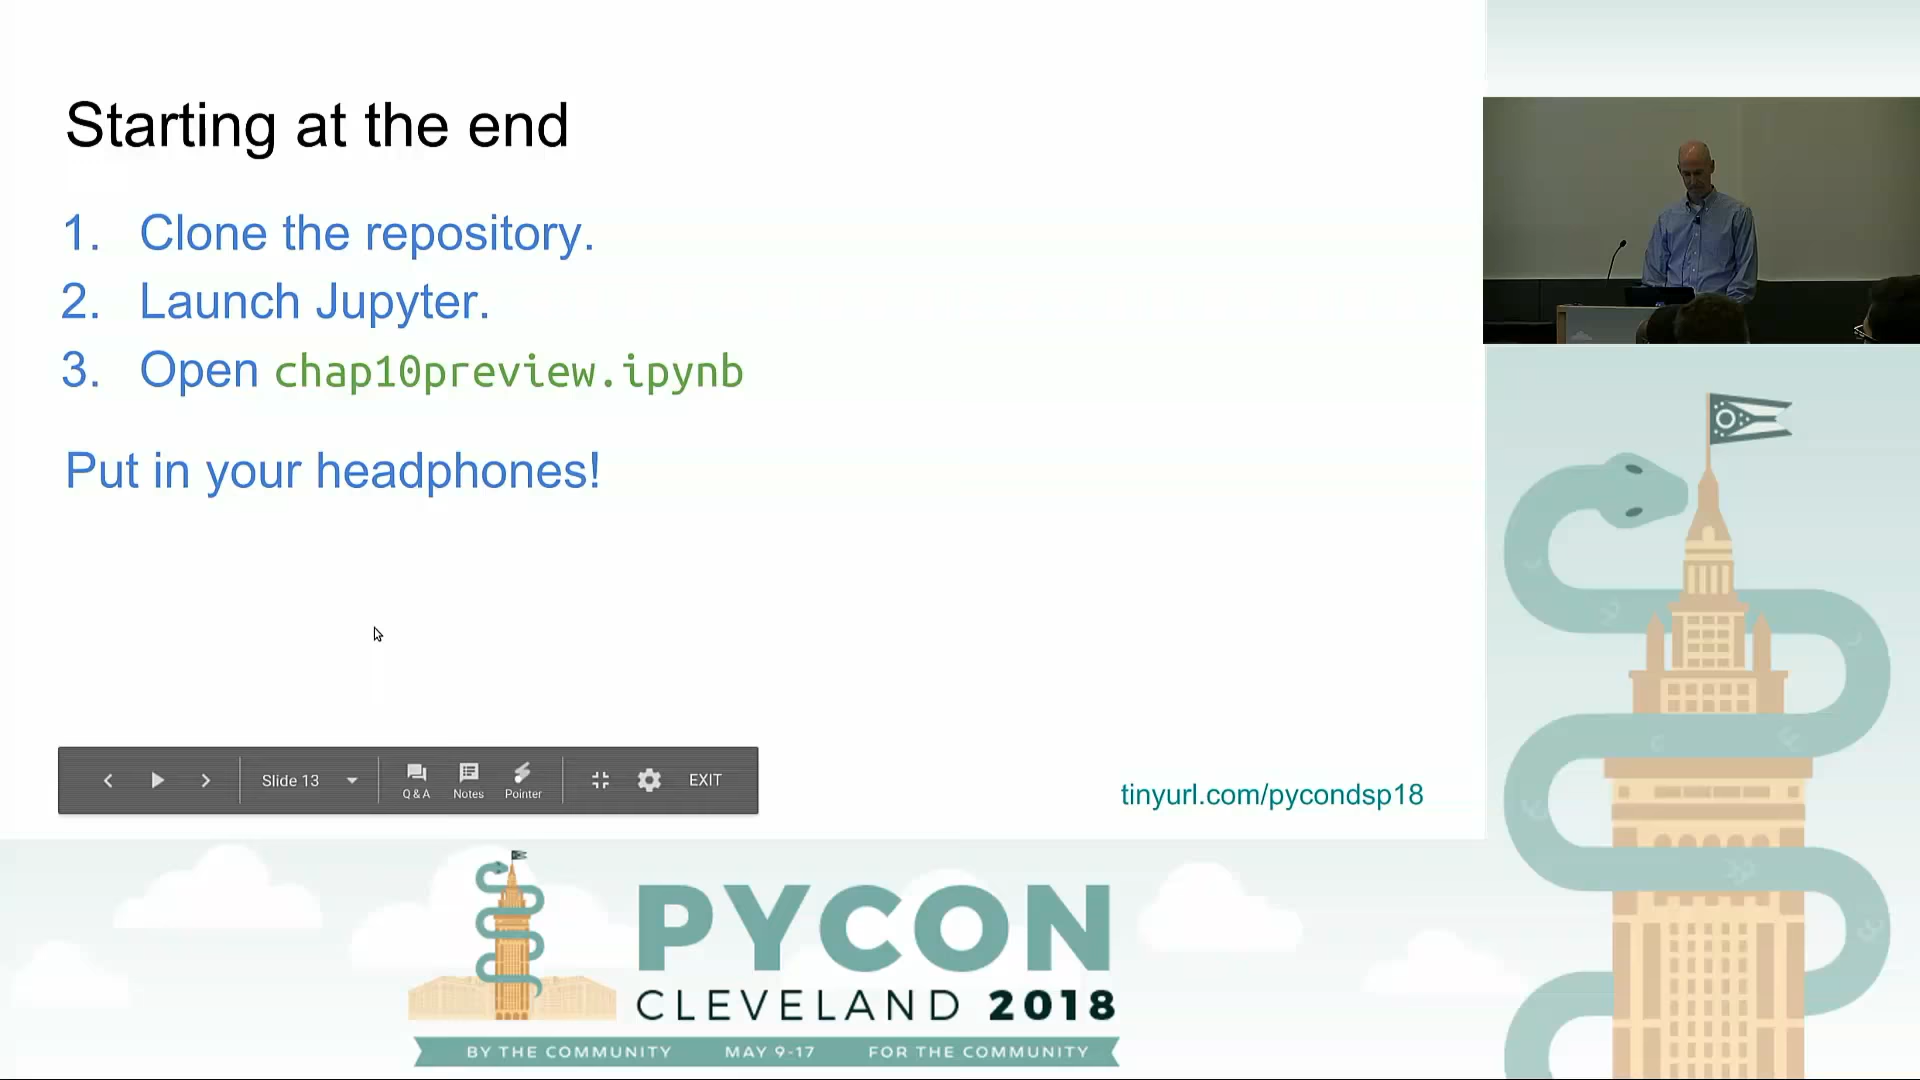 Starting at the end
1. Clone the repository.
2. Launch Jupyter.
3. Open chap10preview.ipynb
Put in your headphones!
Slide 13
Q & A
Notes
Pointer
EXIT
tinyurl.com/pycondsp18
PYCON
CLEVELAND 2018
BY THE COMMUNITY MAY 9-17 FOR THE COMMUNITY